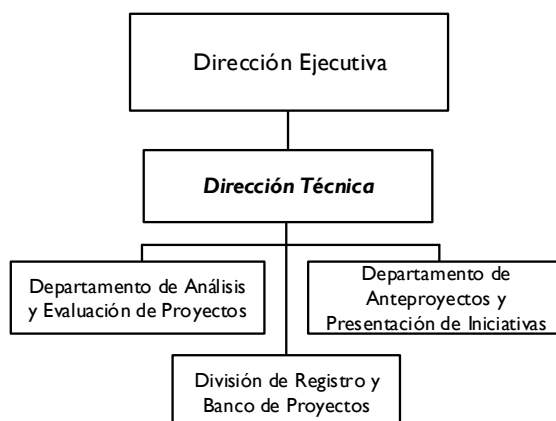 Dirección Ejecutiva
Dirección Técnica
Departamento de Análisis
y Evaluación de Proyectos
Departamento de
Anteproyectos y
Presentación de Iniciativas
División de Registro y
Banco de Proyectos